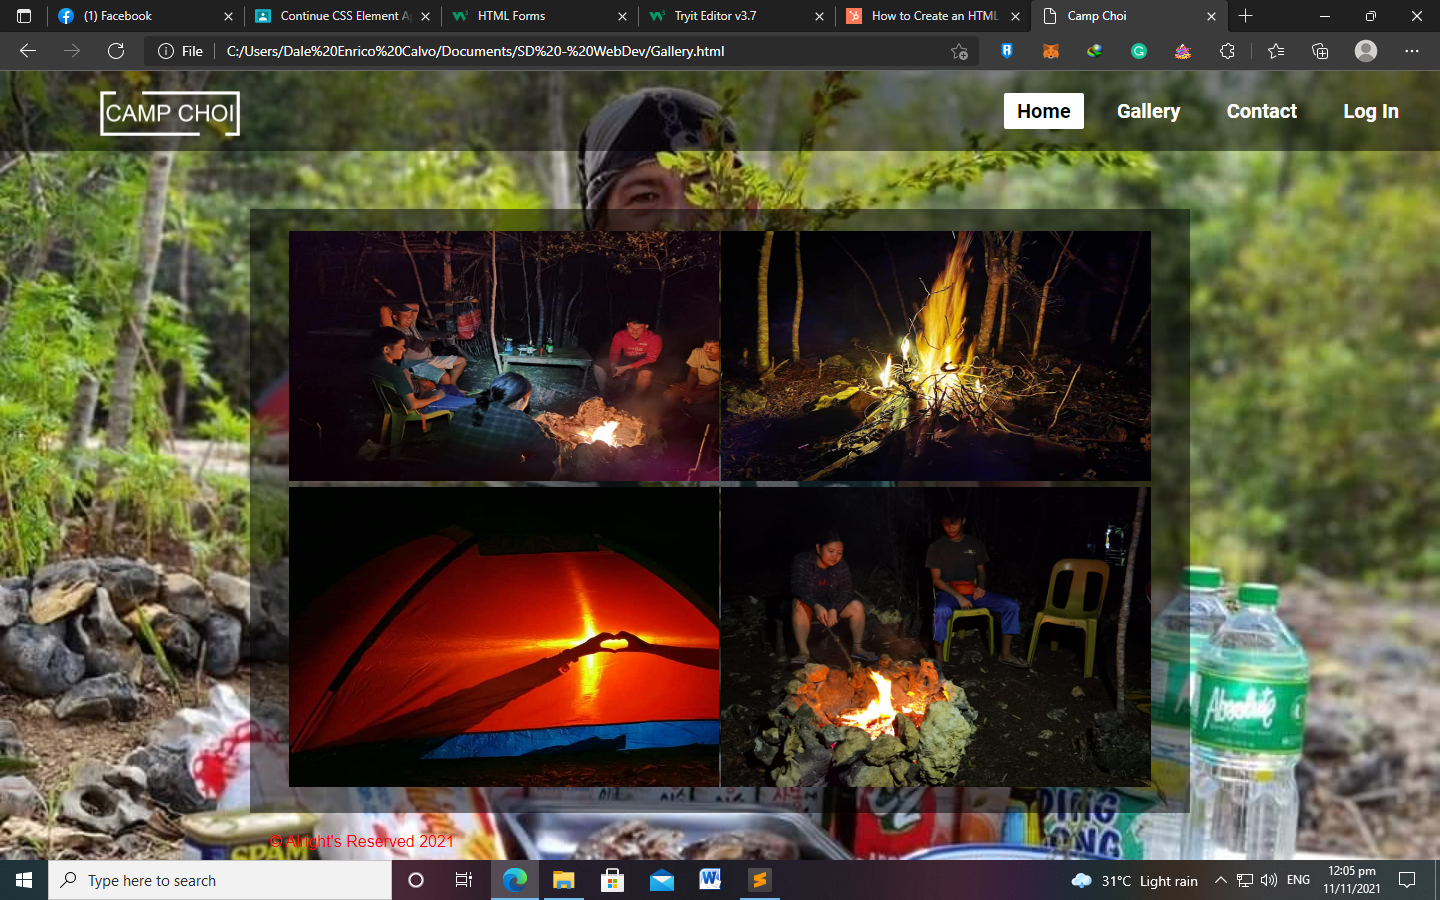 (1) Facebook
Continue CSS Element A
HTML Forms
Tryit Editor v3.7
How to Create an HTML
Camp Choi
File
C:/Users/Dale%20Enrico%20Calvo/Documents/SD%20-%20WebDev/Gallery.html
CAMP CHOI
Home
Gallery
Contact
Log In
Absolute
SPAM
© Alright's Reserved 2021
Type here to search
31°C Light rain
ENG
12:05 pm
11/11/2021